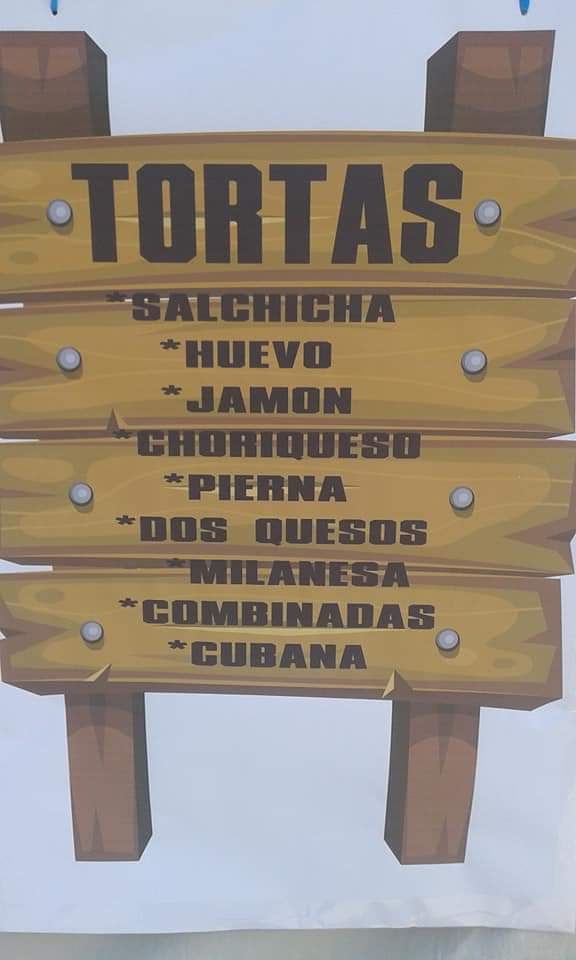 TORTAS
*SALCHICHA
*HUEVO
*JAMON
*CHORIQUESO
*PIERNA
*DOS QUESOS
*MILANESA
*COMBINADAS
*CUBANA